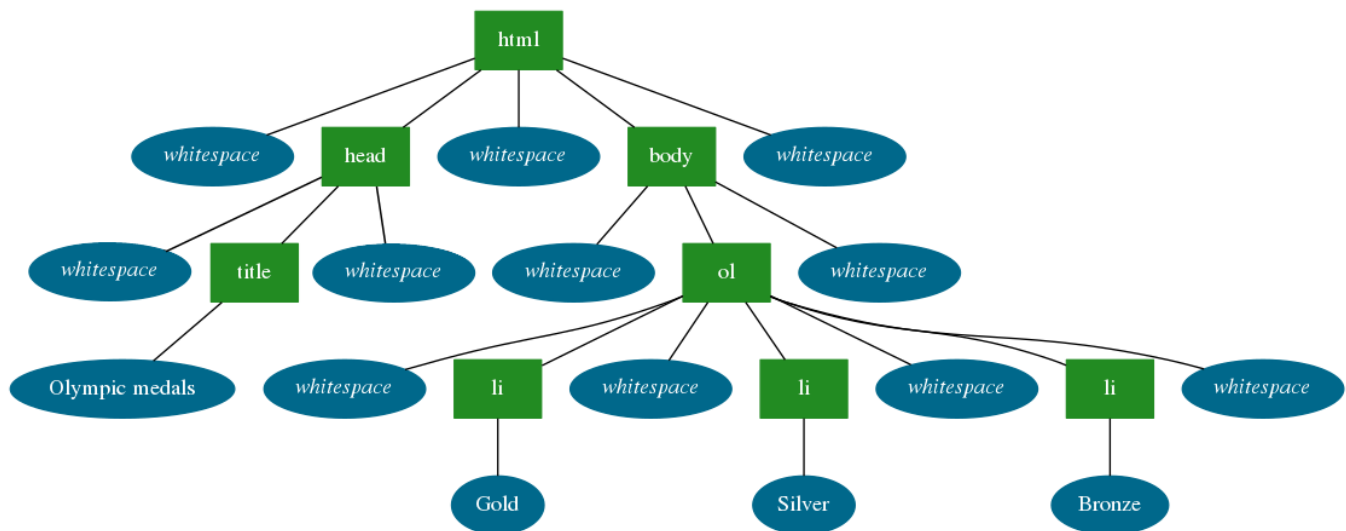 html
whitespace
head
whitespace
body
whitespace
whitespace
title
whitespace
whitespace
ol
whitespace
Olympic medals
whitespace
li
whitespace
li
whitespace
li
whitespace
Gold
Silver
Bronze